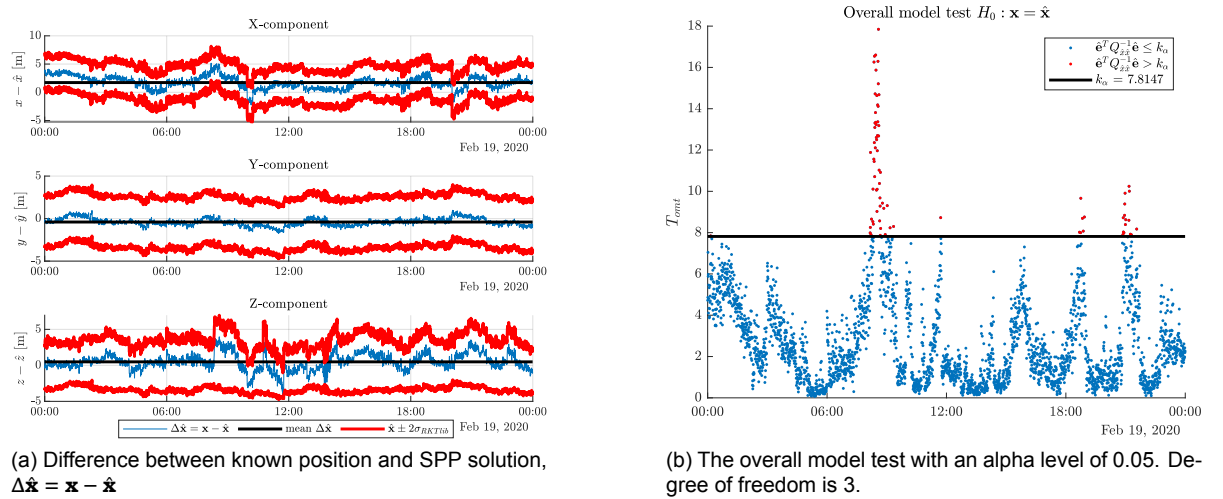 X-component
10
5
0
-5
x − x̂ [m]
00:00 06:00 12:00 18:00 00:00
Feb 19, 2020
Y-component
5
0
-5
y − ŷ [m]
00:00 06:00 12:00 18:00 00:00
Feb 19, 2020
Z-component
5
0
z − ẑ [m]
00:00 06:00 12:00 18:00 00:00
Feb 19, 2020
Δx̂ = x − x̂ mean Δx̂ x̂ ± 2σ_RKTlib
(a) Difference between known position and SPP solution,
Δx̂ = x − x̂
Overall model test H₀ : x = x̂
18
16
14
12
10
8
6
4
2
0
T_omt
êᵀ Q_x̂x̂⁻¹ ê ≤ k_α
êᵀ Q_x̂x̂⁻¹ ê > k_α
k_α = 7.8147
00:00 06:00 12:00 18:00 00:00
Feb 19, 2020
(b) The overall model test with an alpha level of 0.05. De-
gree of freedom is 3.